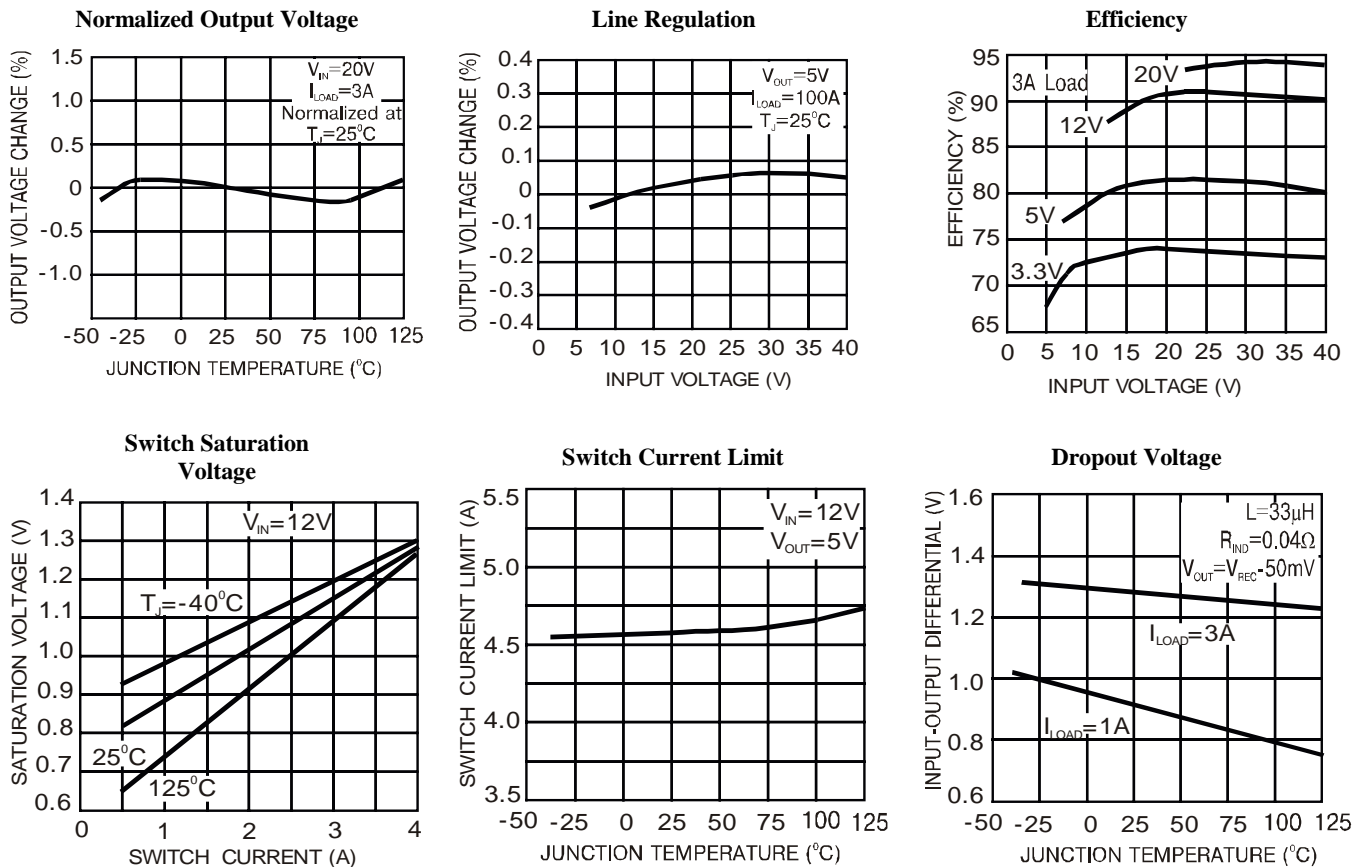 Normalized Output Voltage
OUTPUT VOLTAGE CHANGE (%)
1.5
1.0
0.5
0
-0.5
-1.0
V_IN=20V
I_LOAD=3A
Normalized at
T_J=25°C
-50 -25 0 25 50 75 100 125
JUNCTION TEMPERATURE (°C)
Line Regulation
OUTPUT VOLTAGE CHANGE (%)
0.4
0.3
0.2
0.1
0
-0.1
-0.2
-0.3
-0.4
V_OUT=5V
I_LOAD=100A
T_J=25°C
0 5 10 15 20 25 30 35 40
INPUT VOLTAGE (V)
Efficiency
EFFICIENCY (%)
95
90
85
80
75
70
65
3A Load
20V
12V
5V
3.3V
0 5 10 15 20 25 30 35 40
INPUT VOLTAGE (V)
Switch Saturation
Voltage
SATURATION VOLTAGE (V)
1.4
1.3
1.2
1.1
1.0
0.9
0.8
0.7
0.6
V_IN=12V
T_J=-40°C
25°C
125°C
0 1 2 3 4
SWITCH CURRENT (A)
Switch Current Limit
SWITCH CURRENT LIMIT (A)
5.5
5.0
4.5
4.0
3.5
V_IN=12V
V_OUT=5V
-50 -25 0 25 50 75 100 125
JUNCTION TEMPERATURE (°C)
Dropout Voltage
INPUT-OUTPUT DIFFERENTIAL (V)
1.6
1.4
1.2
1.0
0.8
0.6
L=33µH
R_IND=0.04Ω
V_OUT=V_REC-50mV
I_LOAD=3A
I_LOAD=1A
-50 -25 0 25 50 75 100 125
JUNCTION TEMPERATURE (°C)